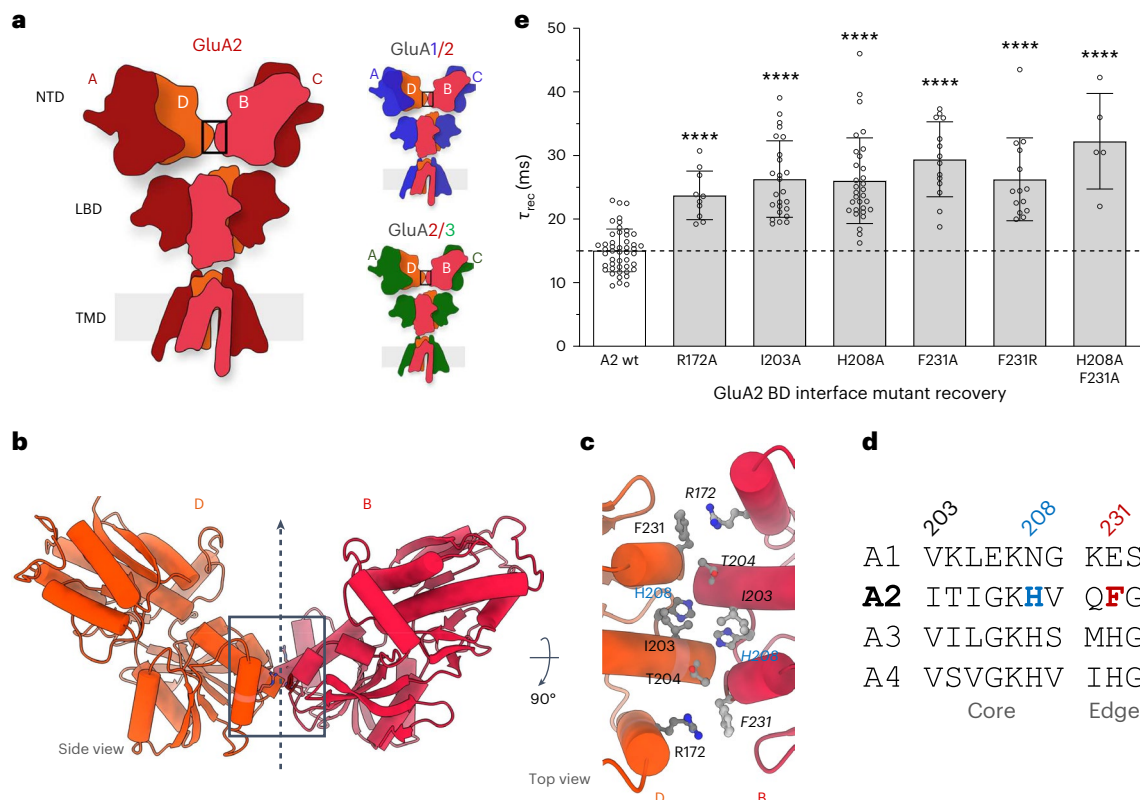 a
GluA2
A
C
D
B
NTD
LBD
TMD
GluA1/2
A
C
D
B
GluA2/3
A
C
D
B
e
τrec (ms)
50
40
30
20
10
0
****
****
****
****
****
****
A2 wt
R172A
I203A
H208A
F231A
F231R
H208A
F231A
GluA2 BD interface mutant recovery
b
D
B
Side view
90°
Top view
c
R172
F231
T204
H208
I203
I203
H208
T204
F231
R172
D
B
d
203
208
231
A1 VKLEKNG KES
A2 ITIGKHV QFG
A3 VILGKHS MHG
A4 VSVGKHV IHG
Core Edge